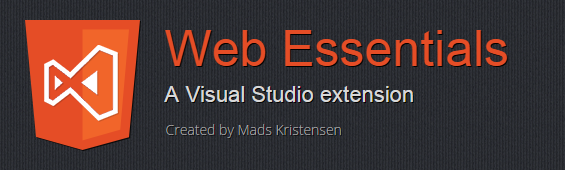 Web Essentials
A Visual Studio extension
Created by Mads Kristensen